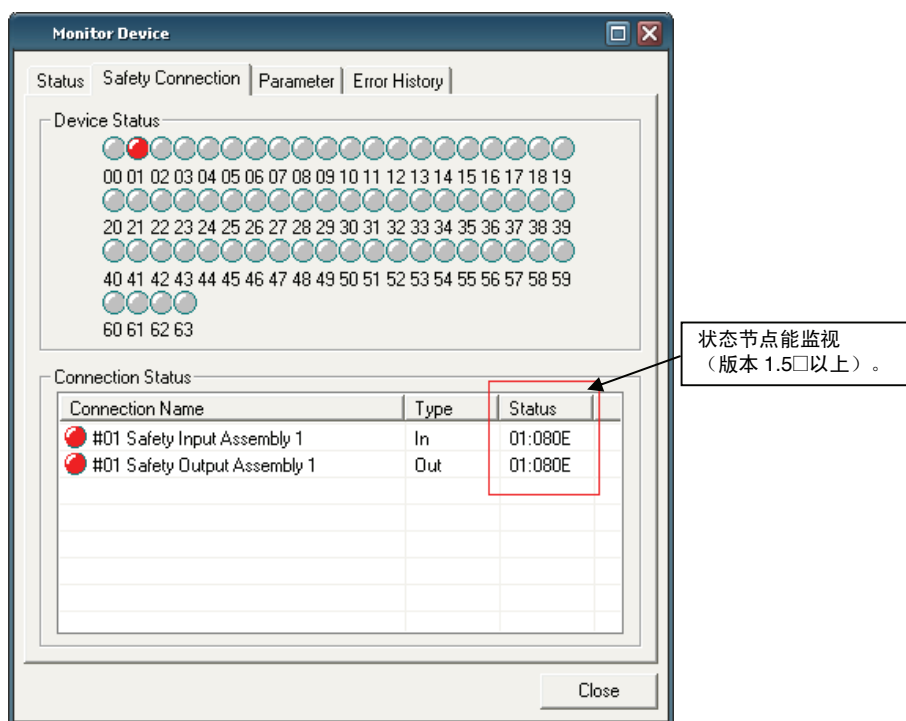 Monitor Device
Status Safety Connection Parameter Error History
Device Status
00 01 02 03 04 05 06 07 08 09 10 11 12 13 14 15 16 17 18 19
20 21 22 23 24 25 26 27 28 29 30 31 32 33 34 35 36 37 38 39
40 41 42 43 44 45 46 47 48 49 50 51 52 53 54 55 56 57 58 59
60 61 62 63
状态节点能监视
（版本 1.5□以上）。
Connection Status
Connection Name Type Status
#01 Safety Input Assembly 1 In 01:080E
#01 Safety Output Assembly 1 Out 01:080E
Close